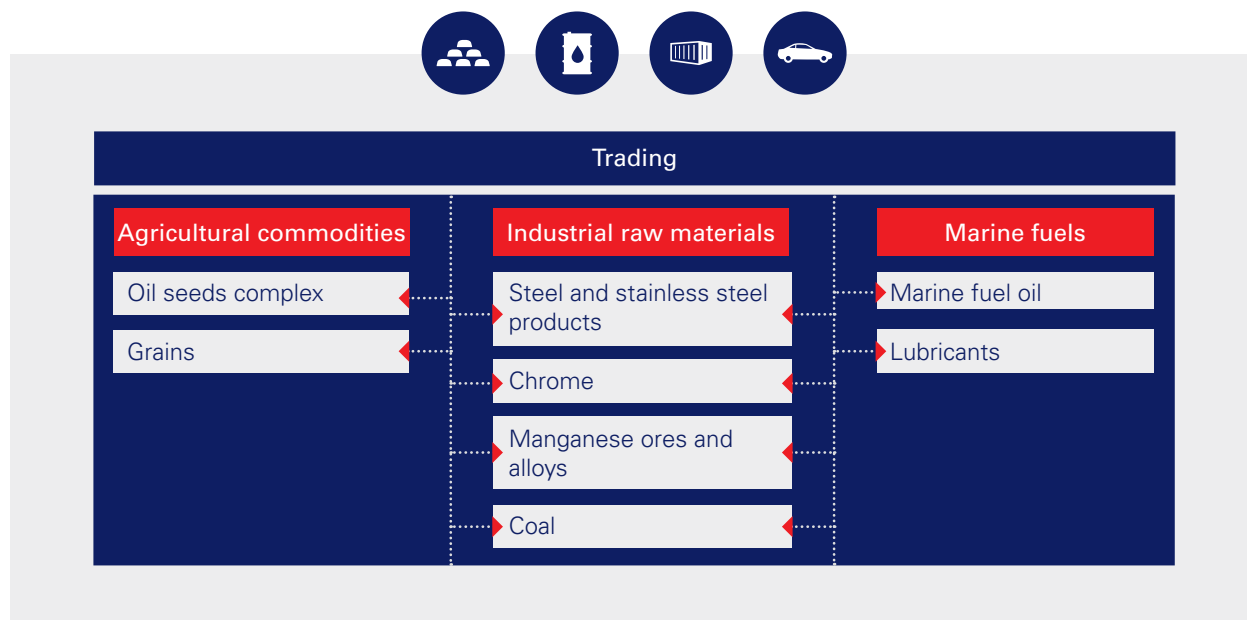 Trading
Agricultural commodities
Oil seeds complex
Grains
Industrial raw materials
Steel and stainless steel
products
Chrome
Manganese ores and
alloys
Coal
Marine fuels
Marine fuel oil
Lubricants